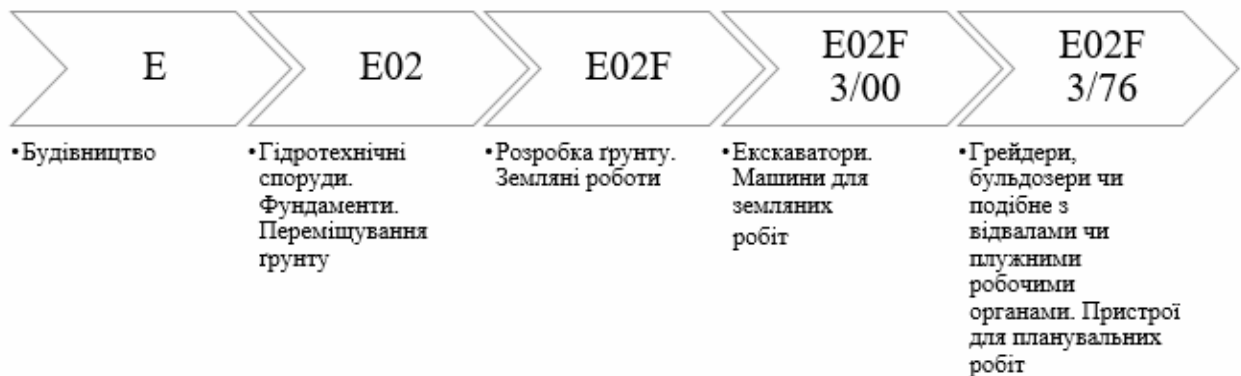 E
E02
E02F
E02F
3/00
E02F
3/76
•Будівництво
•Гідротехнічні
споруди.
Фундаменти.
Переміщування
ґрунту
•Розробка ґрунту.
Земляні роботи
•Екскаватори.
Машини для
земляних
робіт
•Грейдери,
бульдозери чи
подібне з
відвалами чи
плужними
робочими
органами. Пристрої
для планувальних
робіт